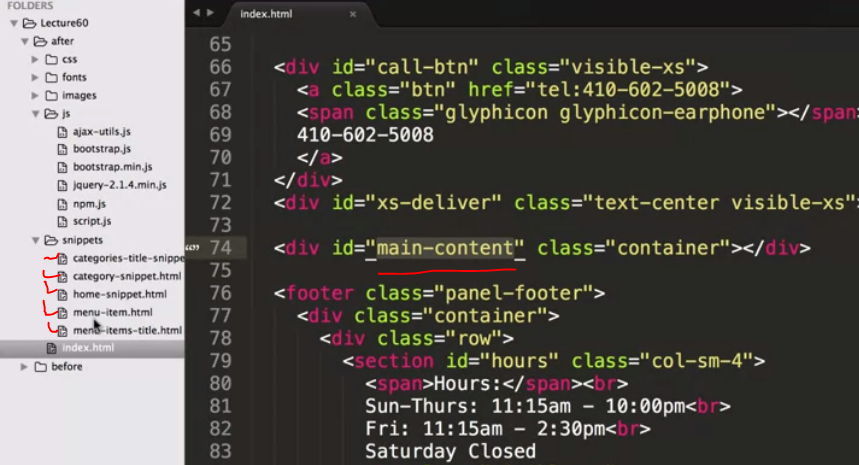 FOLDERS
Lecture60
after
css
fonts
images
js
ajax-utils.js
bootstrap.js
bootstrap.min.js
jquery-2.1.4.min.js
npm.js
script.js
snippets
categories-title-snippe
category-snippet.html
home-snippet.html
menu-item.html
menu-items-title.html
index.html
before
index.html ×
65
66 <div id="call-btn" class="visible-xs">
67 <a class="btn" href="tel:410-602-5008">
68 <span class="glyphicon glyphicon-earphone"></span>
69 410-602-5008
70 </a>
71 </div>
72 <div id="xs-deliver" class="text-center visible-xs">
73
74 <div id="main-content" class="container"></div>
75
76 <footer class="panel-footer">
77 <div class="container">
78 <div class="row">
79 <section id="hours" class="col-sm-4">
80 <span>Hours:</span><br>
81 Sun-Thurs: 11:15am - 10:00pm<br>
82 Fri: 11:15am - 2:30pm<br>
83 Saturday Closed